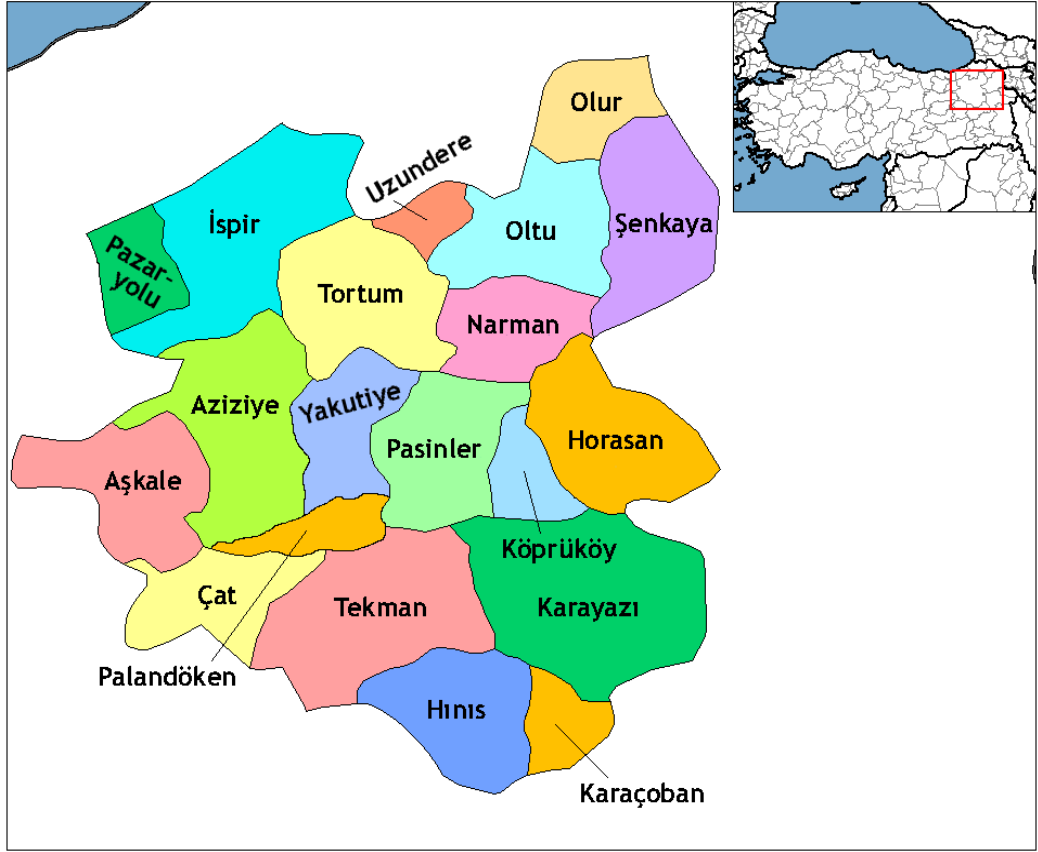 Olur
Uzundere
İspir
Oltu
Şenkaya
Pazar-
yolu
Tortum
Narman
Aziziye
Yakutiye
Pasinler
Horasan
Aşkale
Köprüköy
Çat
Tekman
Karayazı
Palandöken
Hınıs
Karaçoban